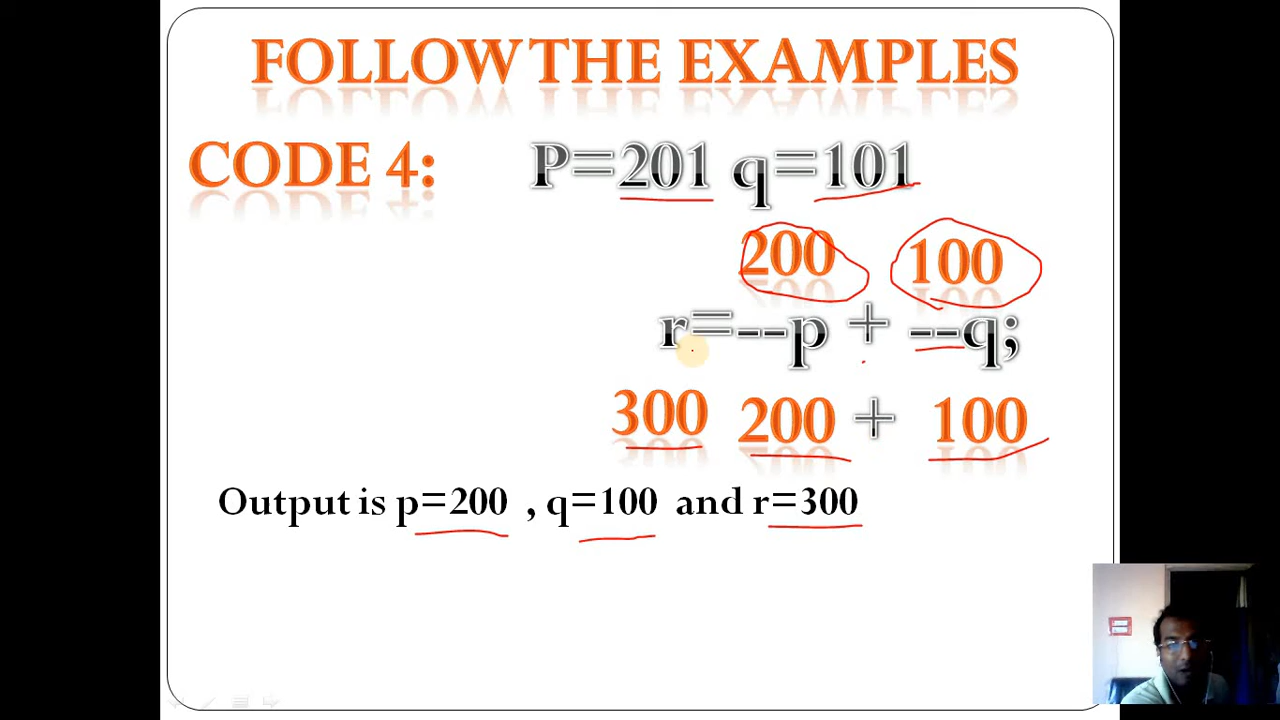 FOLLOW THE EXAMPLES
CODE 4: P=201 q=101
200 100
r=--p + --q;
300 200 + 100
Output is p=200 , q=100 and r=300